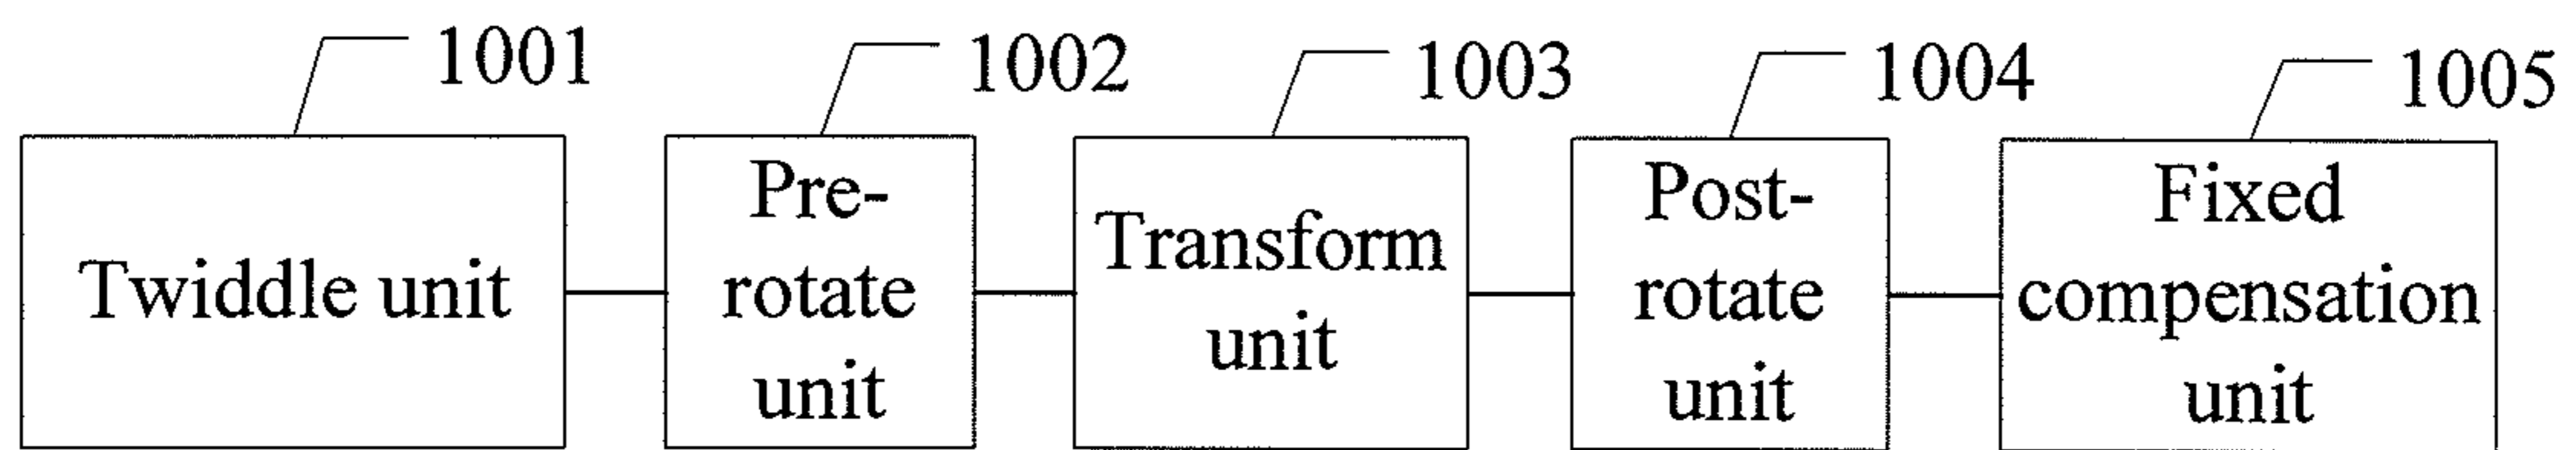 1001
1002
1003
1004
1005
Twiddle unit
Pre-
rotate
unit
Transform
unit
Post-
rotate
unit
Fixed
compensation
unit